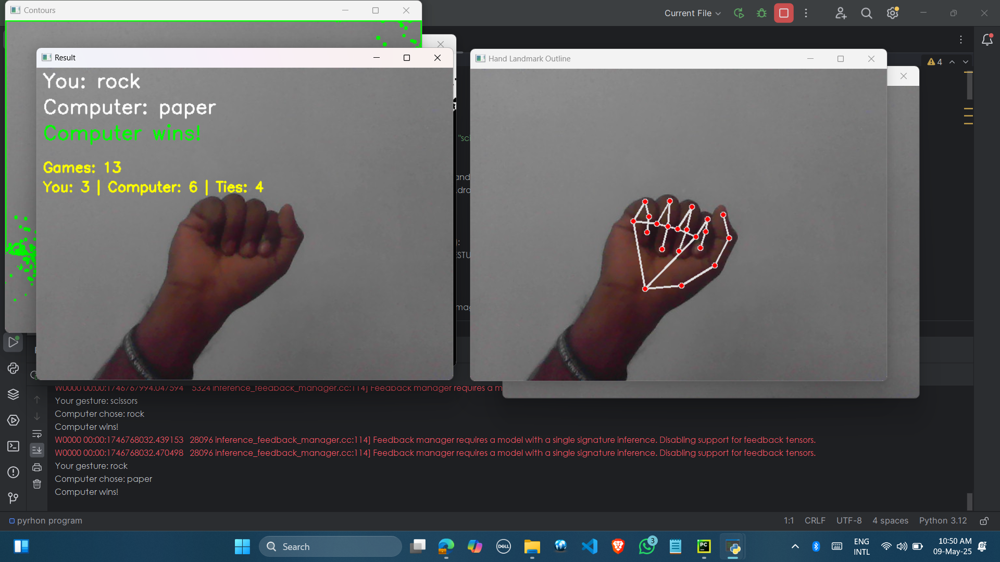 Contours
Current File
Result
Hand Landmark Outline
4
You: rock
Computer: paper
Computer wins!
Games: 13
You: 3 | Computer: 6 | Ties: 4
"sci
and
.dro
):
ESTU
mag
W0000 00:00:1746767994.047594 5324 inference_feedback_manager.cc:114] Feedback manager requires a m
Your gesture: scissors
Computer chose: rock
Computer wins!
W0000 00:00:1746768032.439153 28096 inference_feedback_manager.cc:114] Feedback manager requires a model with a single signature inference. Disabling support for feedback tensors.
W0000 00:00:1746768032.470498 28096 inference_feedback_manager.cc:114] Feedback manager requires a model with a single signature inference. Disabling support for feedback tensors.
Your gesture: rock
Computer chose: paper
Computer wins!
pyrhon program
1:1 CRLF UTF-8 4 spaces Python 3.12
Search
DELL
3
PC
ENG
INTL
10:50 AM
09-May-25